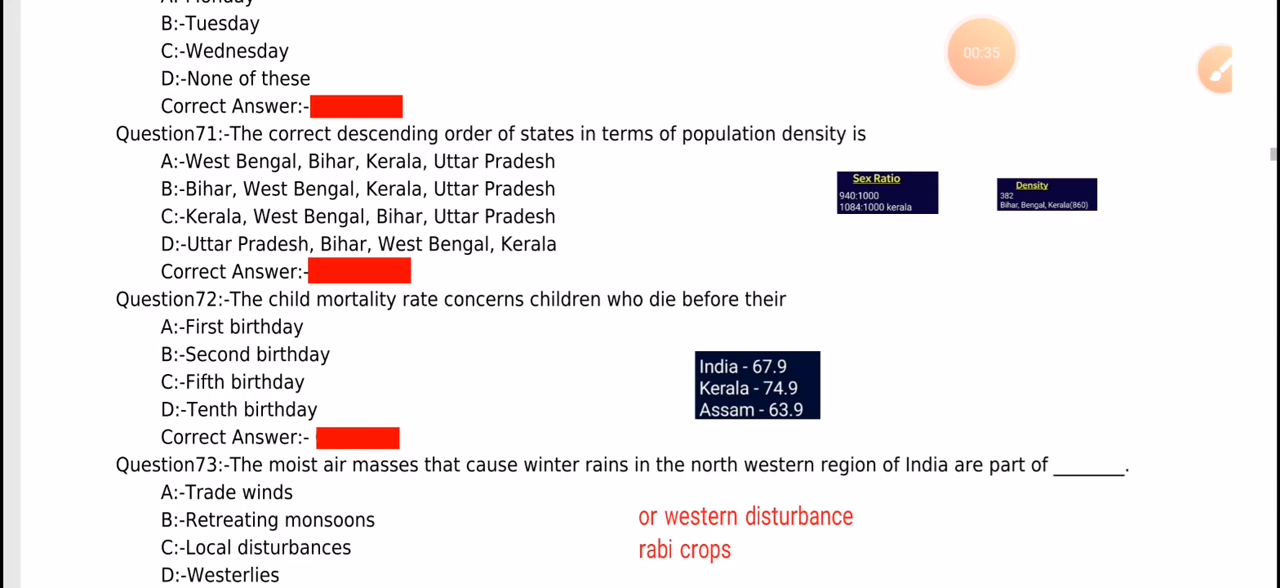 B:-Tuesday
C:-Wednesday
D:-None of these
Correct Answer:-
Question71:-The correct descending order of states in terms of population density is
A:-West Bengal, Bihar, Kerala, Uttar Pradesh
B:-Bihar, West Bengal, Kerala, Uttar Pradesh
C:-Kerala, West Bengal, Bihar, Uttar Pradesh
D:-Uttar Pradesh, Bihar, West Bengal, Kerala
Correct Answer:-
Question72:-The child mortality rate concerns children who die before their
A:-First birthday
B:-Second birthday
C:-Fifth birthday
D:-Tenth birthday
Correct Answer:-
Question73:-The moist air masses that cause winter rains in the north western region of India are part of _______.
A:-Trade winds
B:-Retreating monsoons
C:-Local disturbances
D:-Westerlies
00:35
Sex Ratio
940:1000
1084:1000 kerala
Density
382
Bihar, Bengal, Kerala(860)
India - 67.9
Kerala - 74.9
Assam - 63.9
or western disturbance
rabi crops